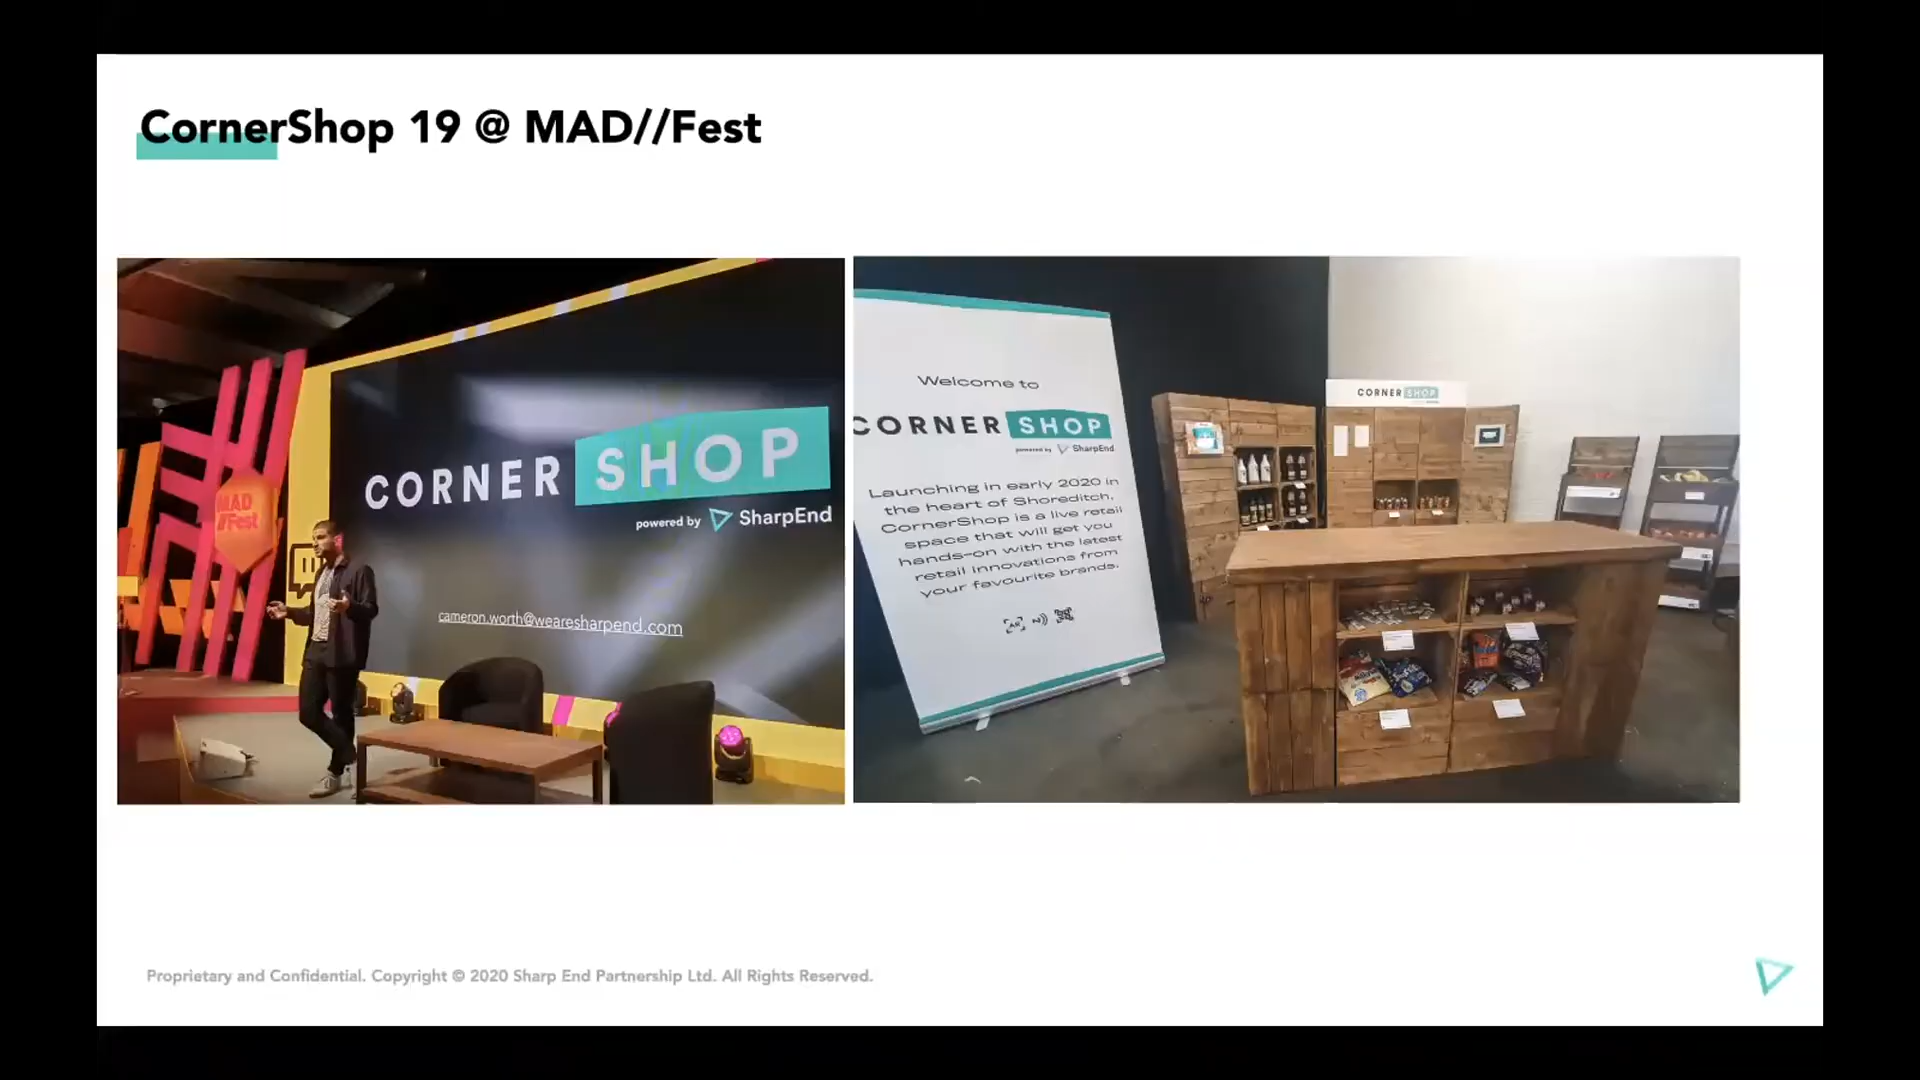 CornerShop 19 @ MAD//Fest
MAD
//Fest
CORNER SHOP
powered by SharpEnd
cameron.worth@wearesharpend.com
Welcome to
CORNER SHOP
powered by SharpEnd
Launching in early 2020 in
the heart of Shoreditch,
CornerShop is a live retail
space that will get you
hands-on with the latest
retail innovations from
your favourite brands.
CORNER SHOP
Proprietary and Confidential. Copyright © 2020 Sharp End Partnership Ltd. All Rights Reserved.